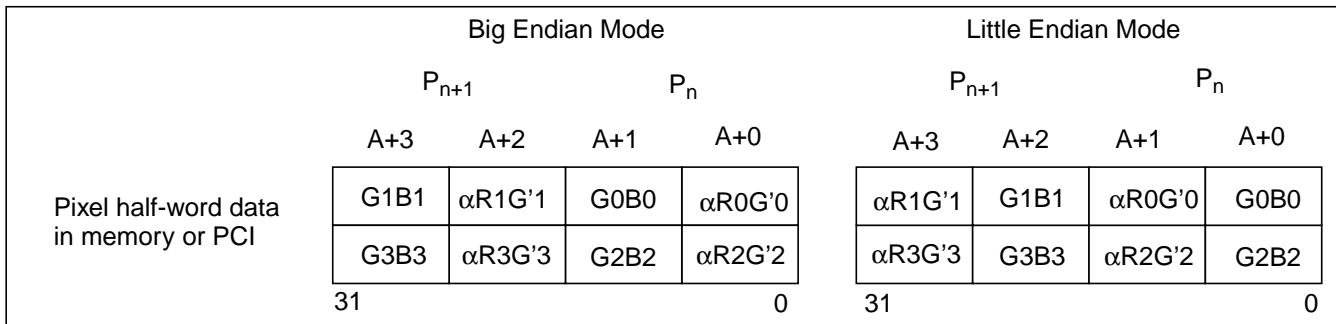 Big Endian Mode Little Endian Mode
Pn+1 Pn Pn+1 Pn
A+3 A+2 A+1 A+0 A+3 A+2 A+1 A+0
Pixel half-word data
in memory or PCI
G1B1 αR1G'1 G0B0 αR0G'0 αR1G'1 G1B1 αR0G'0 G0B0
G3B3 αR3G'3 G2B2 αR2G'2 αR3G'3 G3B3 αR2G'2 G2B2
31 0 31 0